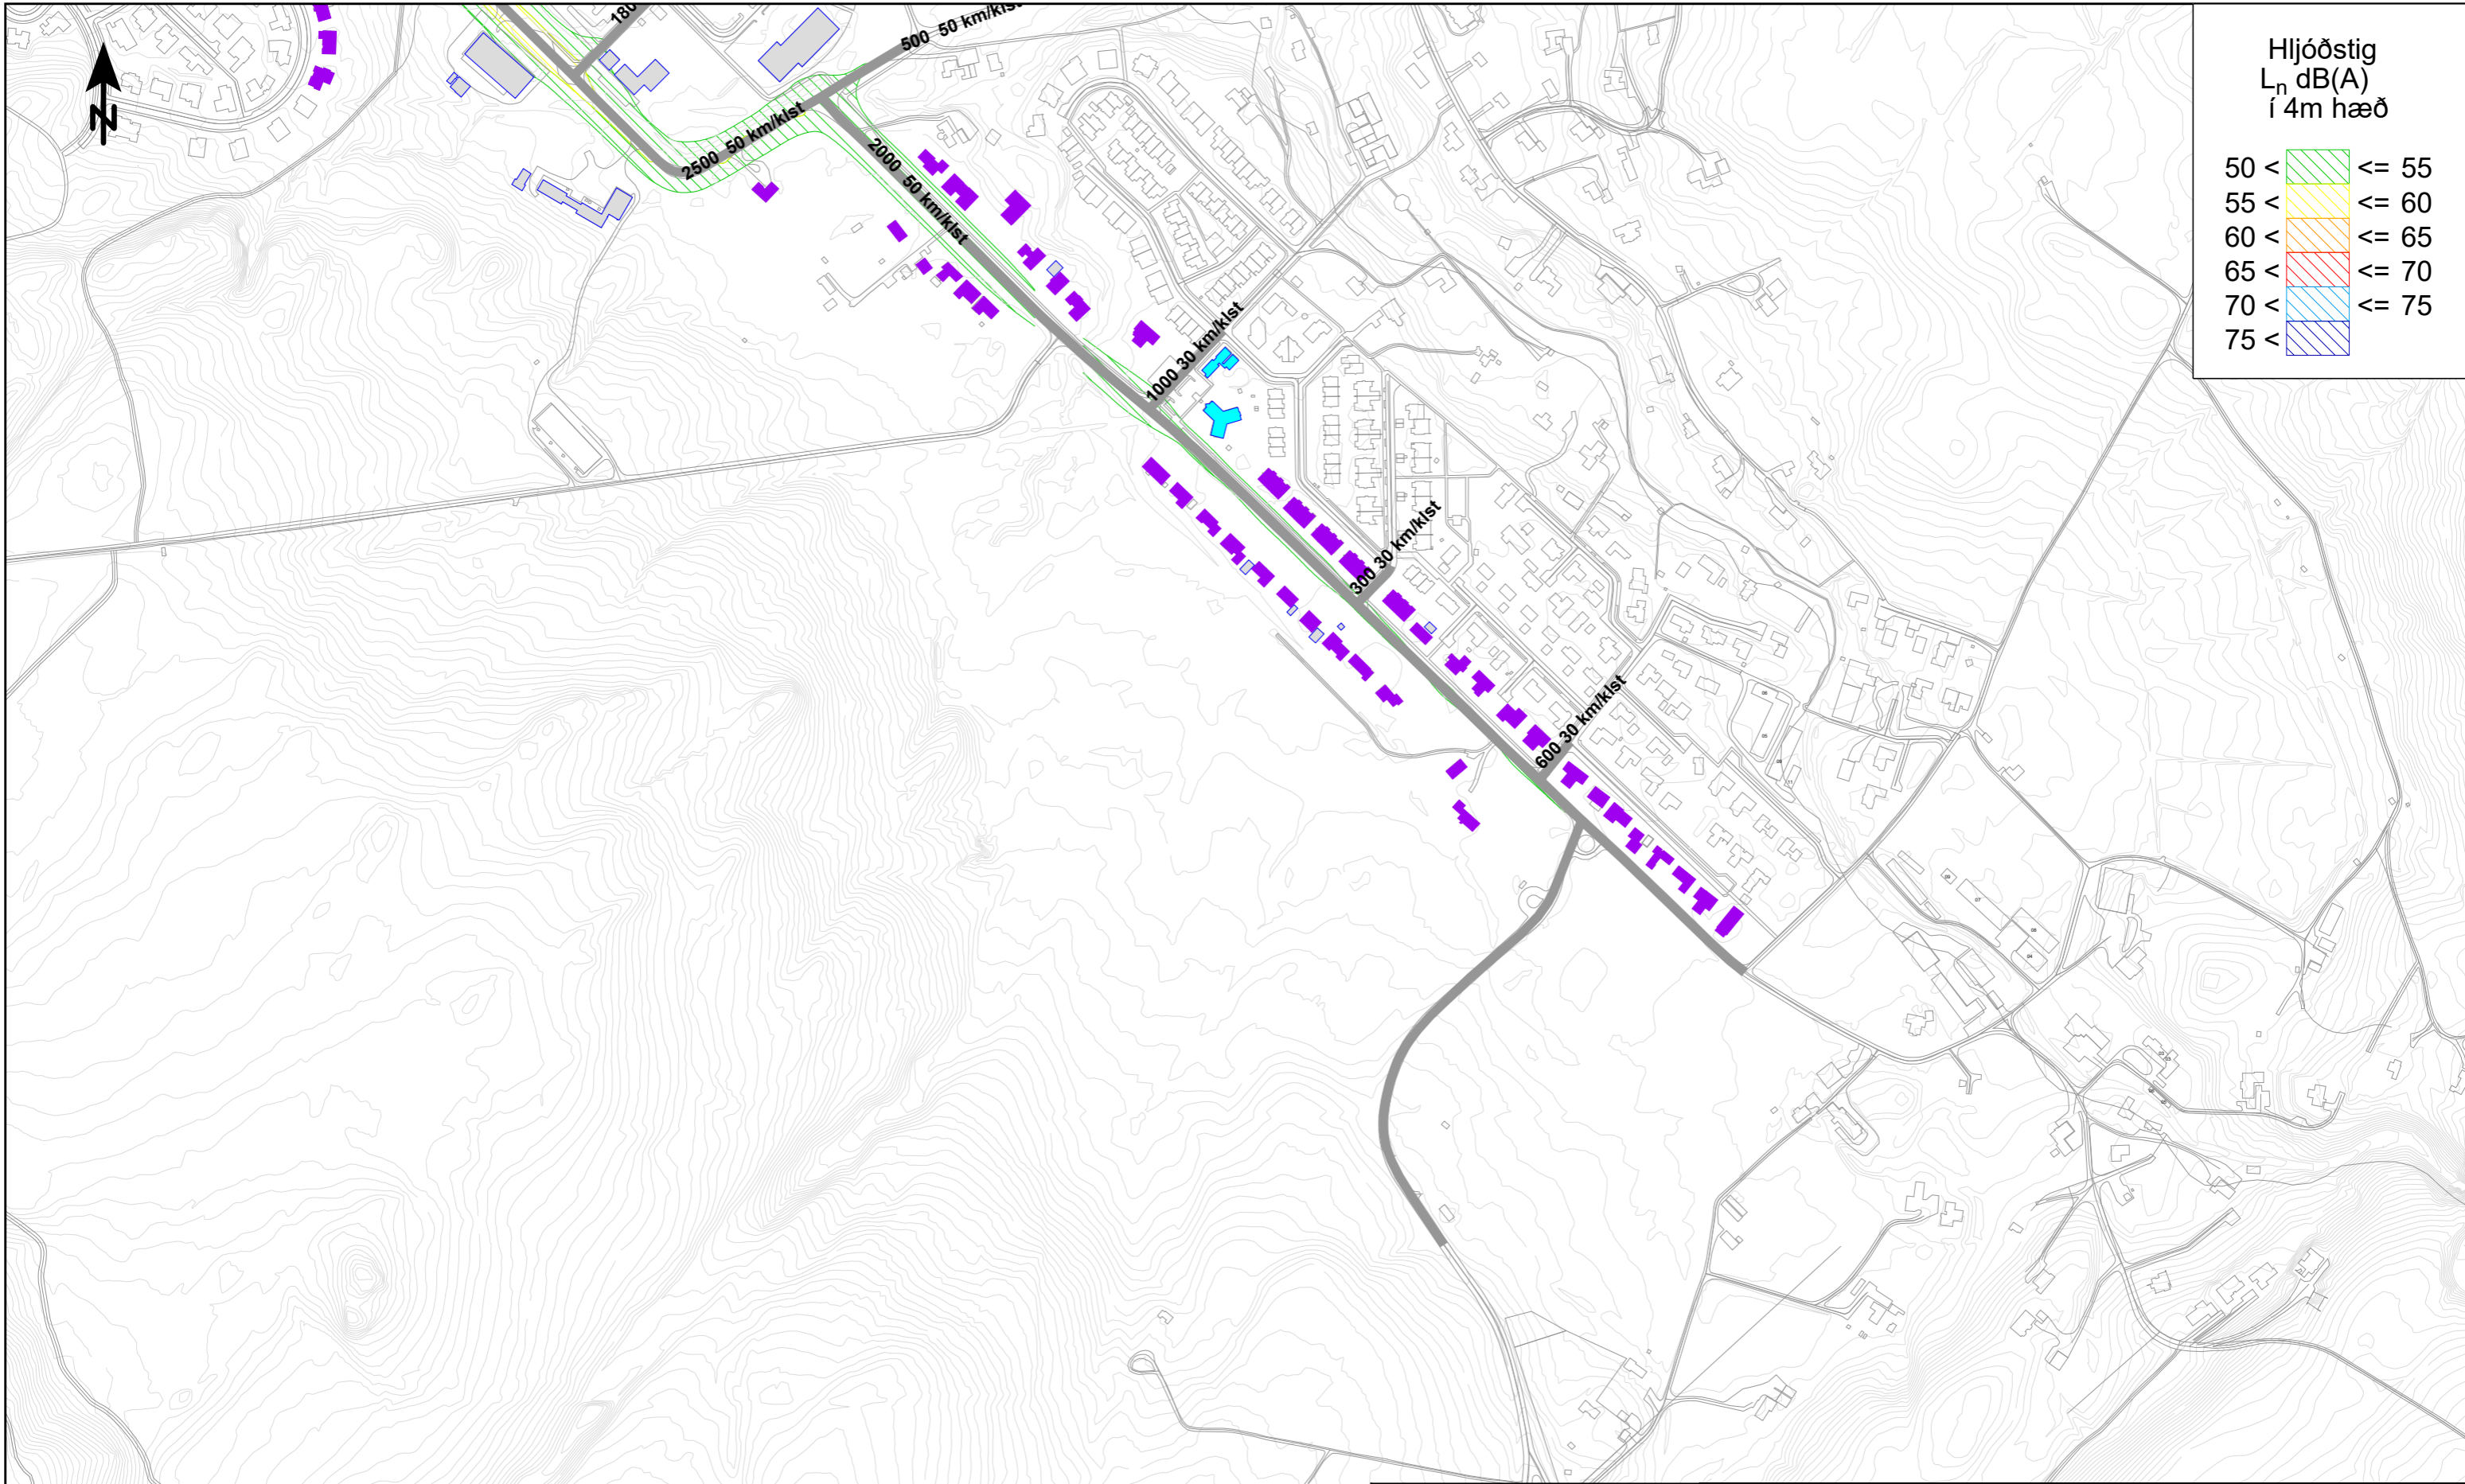 Hljóðstig
Ln dB(A)
í 4m hæð
50 < <= 55
55 < <= 60
60 < <= 65
65 < <= 70
70 < <= 75
75 <
N
180
500 50 km/klst
2500 50 km/klst
2000 50 km/klst
1000 30 km/klst
300 30 km/klst
600 30 km/klst